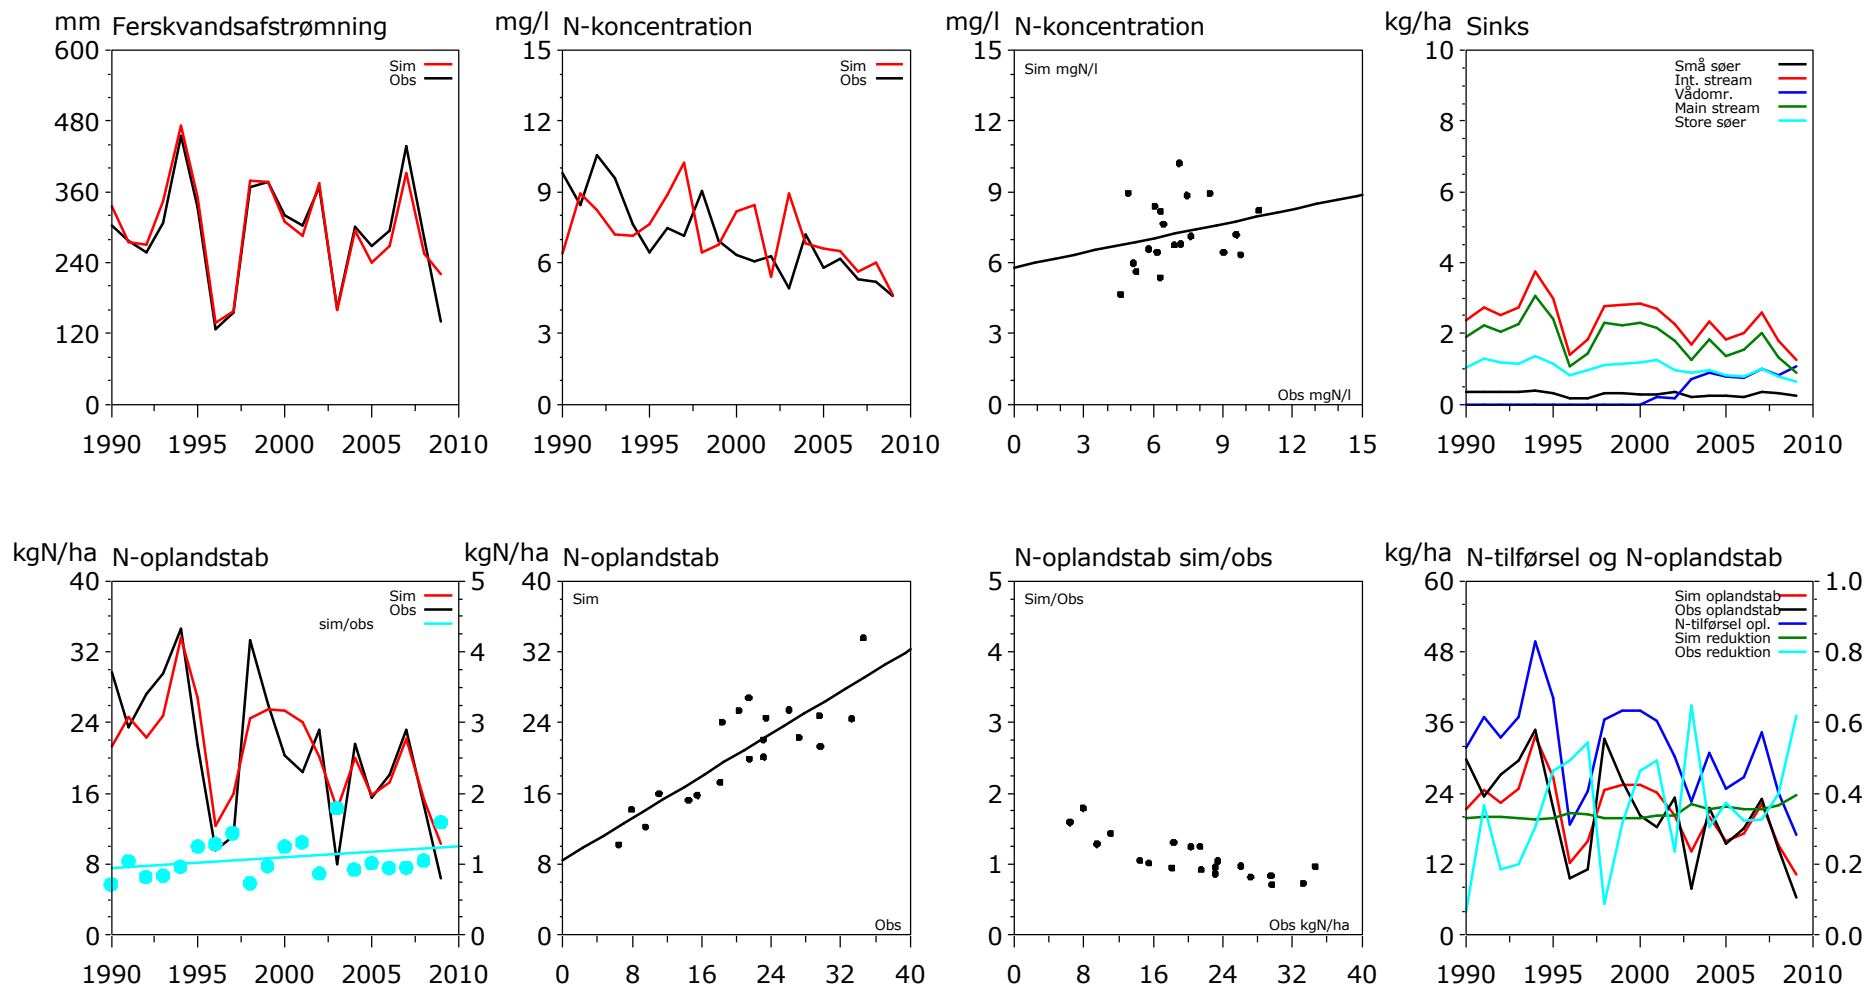 mm Ferskvandsafstrømning
600
480
360
240
120
0
1990 1995 2000 2005 2010
Sim
Obs
mg/l N-koncentration
15
12
9
6
3
0
1990 1995 2000 2005 2010
Sim
Obs
mg/l N-koncentration
15
12
9
6
3
0
0 3 6 9 12 15
Sim mgN/l
Obs mgN/l
kg/ha Sinks
10
8
6
4
2
0
1990 1995 2000 2005 2010
Små søer
Int. stream
Vådomr.
Main stream
Store søer
kgN/ha N-oplandstab
40
32
24
16
8
0
1990 1995 2000 2005 2010
5
4
3
2
1
0
Sim
Obs
sim/obs
kgN/ha N-oplandstab
40
32
24
16
8
0
0 8 16 24 32 40
Sim
Obs
N-oplandstab sim/obs
5
4
3
2
1
0
0 8 16 24 32 40
Sim/Obs
Obs kgN/ha
kg/ha N-tilførsel og N-oplandstab
60
48
36
24
12
0
1990 1995 2000 2005 2010
1.0
0.8
0.6
0.4
0.2
0.0
Sim oplandstab
Obs oplandstab
N-tilførsel opl.
Sim reduktion
Obs reduktion